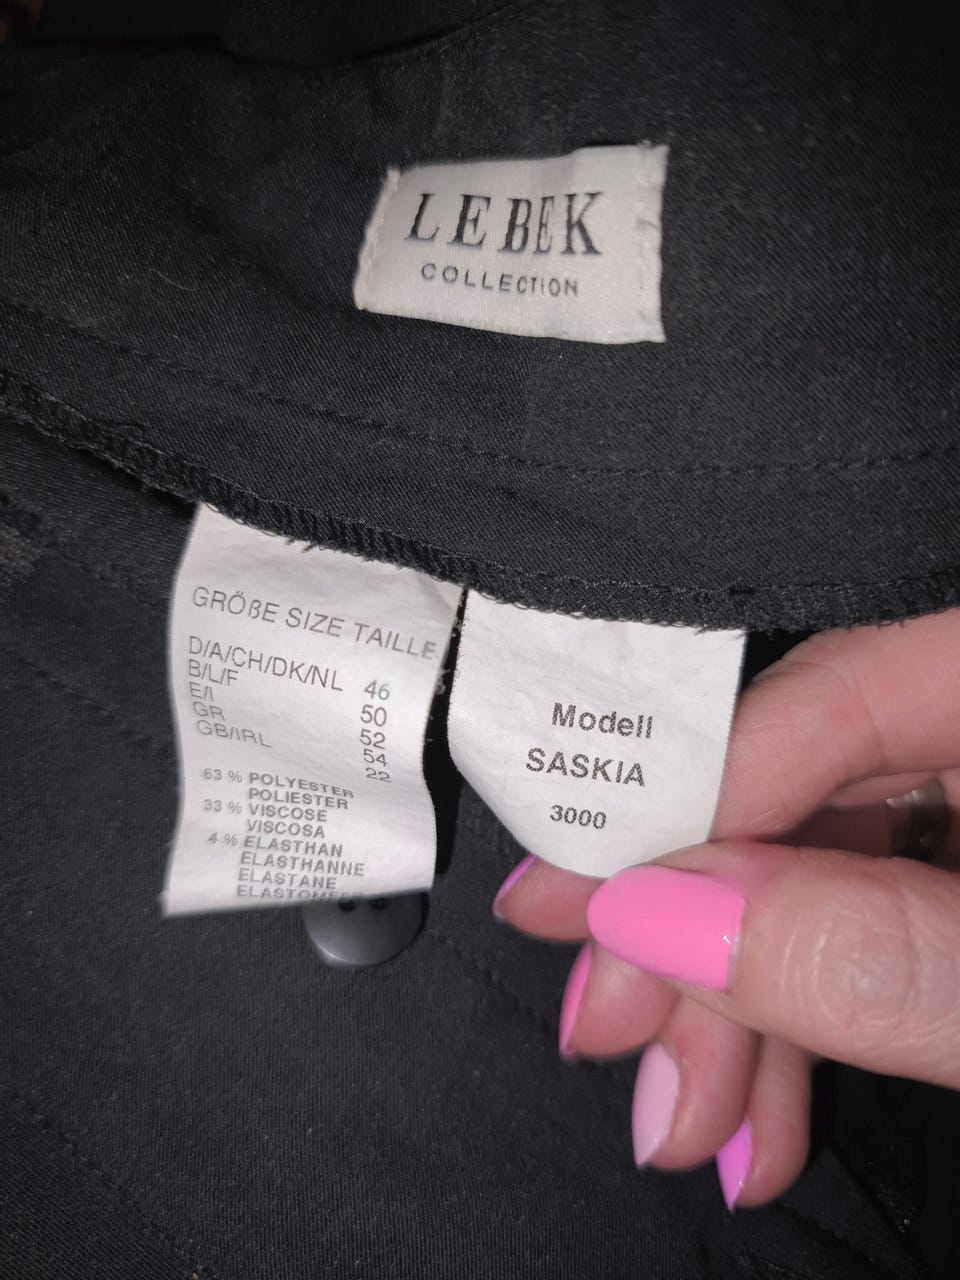 LEBEK
COLLECTION
GRÖßE SIZE TAILLE
D/A/CH/DK/NL 46
B/L/F 50
E/I 52
GR 54
GB/IRL 22
63 % POLYESTER
POLIESTER
33 % VISCOSE
VISCOSA
4 % ELASTHAN
ELASTHANNE
ELASTANE
Modell
SASKIA
3000